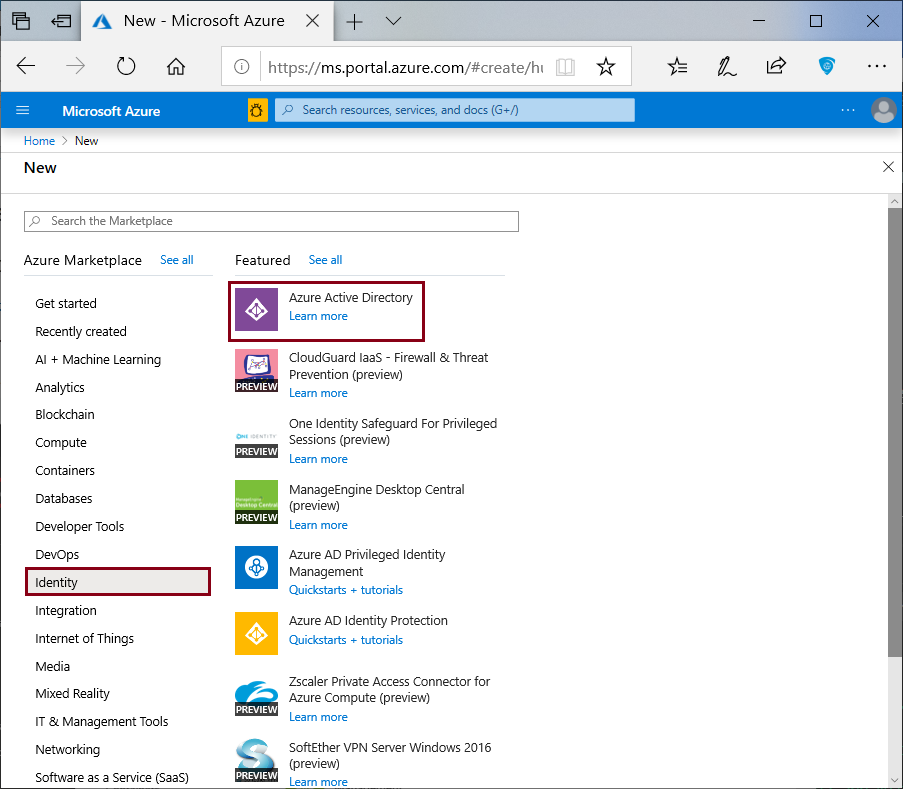 New - Microsoft Azure
https://ms.portal.azure.com/#create/hu
Microsoft Azure
Search resources, services, and docs (G+/)
Home > New
New
Search the Marketplace
Azure Marketplace See all
Get started
Recently created
AI + Machine Learning
Analytics
Blockchain
Compute
Containers
Databases
Developer Tools
DevOps
Identity
Integration
Internet of Things
Media
Mixed Reality
IT & Management Tools
Networking
Software as a Service (SaaS)
Featured See all
Azure Active Directory
Learn more
PREVIEW
CloudGuard IaaS - Firewall & Threat
Prevention (preview)
Learn more
ONE IDENTITY
PREVIEW
One Identity Safeguard For Privileged
Sessions (preview)
Learn more
ManageEngine
Desktop Central
PREVIEW
ManageEngine Desktop Central
(preview)
Learn more
Azure AD Privileged Identity
Management
Quickstarts + tutorials
Azure AD Identity Protection
Quickstarts + tutorials
PREVIEW
Zscaler Private Access Connector for
Azure Compute (preview)
Learn more
PREVIEW
SoftEther VPN Server Windows 2016
(preview)
Learn more